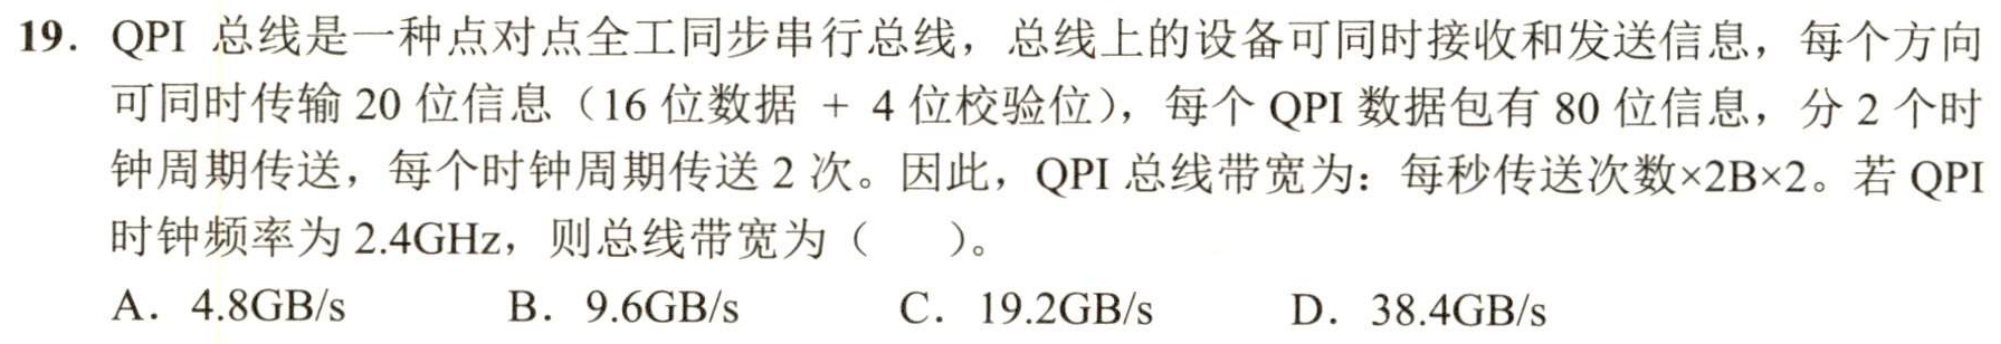 19. QPI 总线是一种点对点全工同步串行总线，总线上的设备可同时接收和发送信息，每个方向
可同时传输 20 位信息（16 位数据 + 4 位校验位），每个 QPI 数据包有 80 位信息，分 2 个时
钟周期传送，每个时钟周期传送 2 次。因此，QPI 总线带宽为：每秒传送次数×2B×2。若 QPI
时钟频率为 2.4GHz，则总线带宽为（ ）。
A. 4.8GB/s B. 9.6GB/s C. 19.2GB/s D. 38.4GB/s